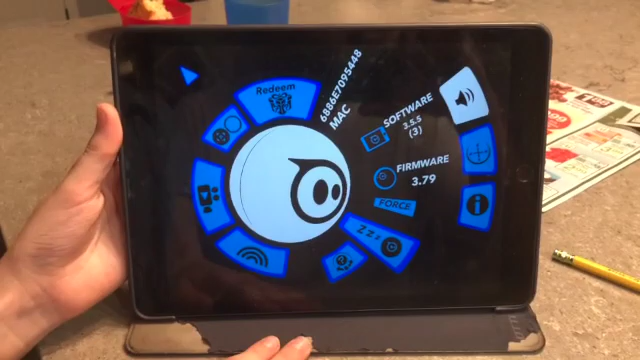 Redeem
6886E7095448
MAC
SOFTWARE
3.5.5
(3)
FIRMWARE
3.79
FORCE
Z Z Z
?
i